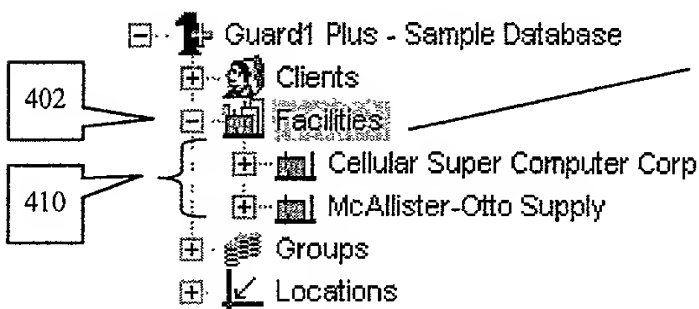 Guard1 Plus - Sample Database
Clients
402
Facilities
Cellular Super Computer Corp
410
McAllister-Otto Supply
Groups
Locations